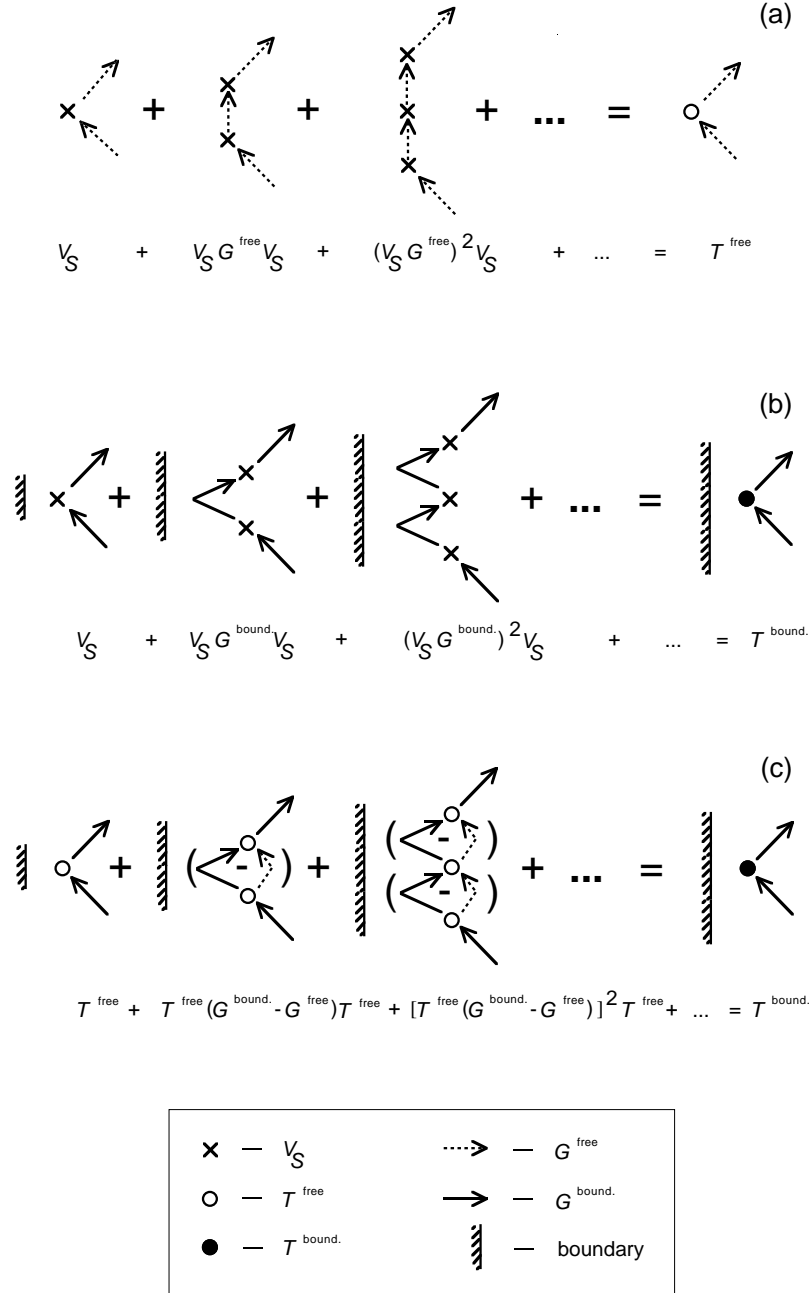 (a)
+ + + ... =
V_S + V_S G^free V_S + (V_S G^free)^2 V_S + ... = T^free
(b)
+ + + ... =
V_S + V_S G^bound. V_S + (V_S G^bound.)^2 V_S + ... = T^bound.
(c)
+ ( - ) + ( - ) ( - ) + ... =
T^free + T^free (G^bound. - G^free) T^free + [T^free (G^bound. - G^free)]^2 T^free + ... = T^bound.
— V_S — G^free
— T^free — G^bound.
— T^bound. — boundary